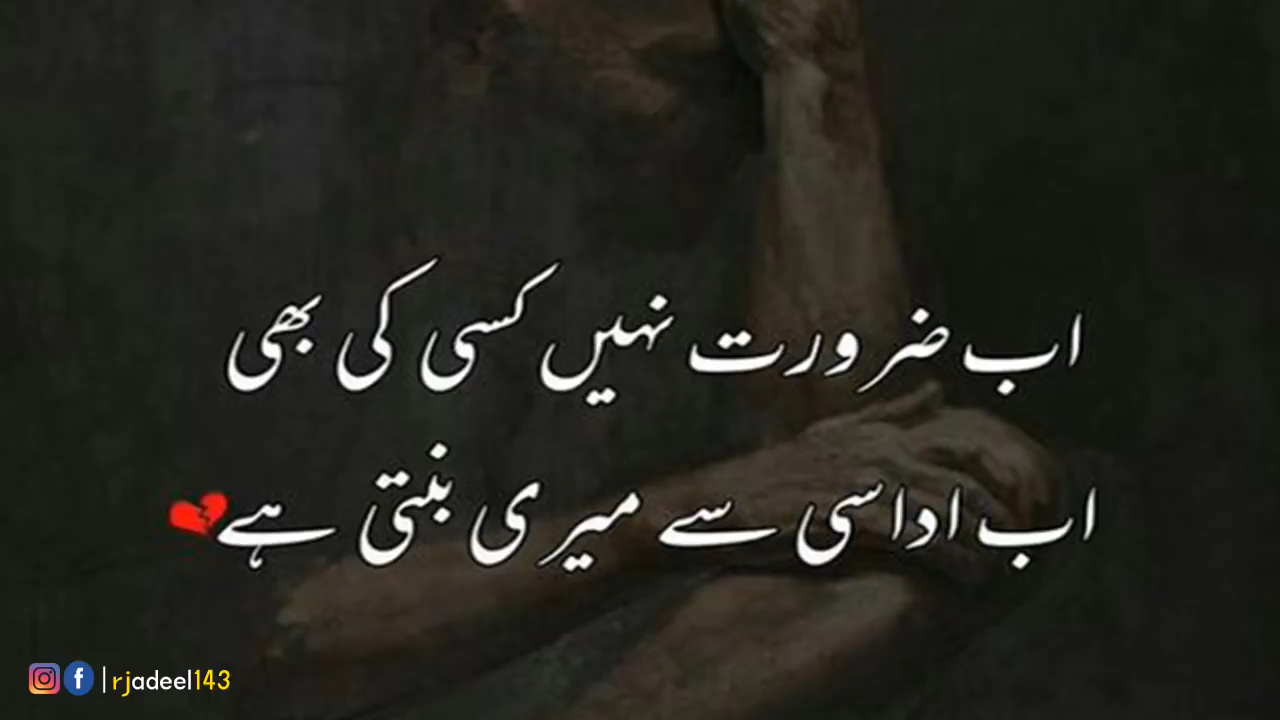 اب ضرورت نہیں کسی کی بھی
اب اداسی سے میری بنتی ہے💔
|rjadeel143